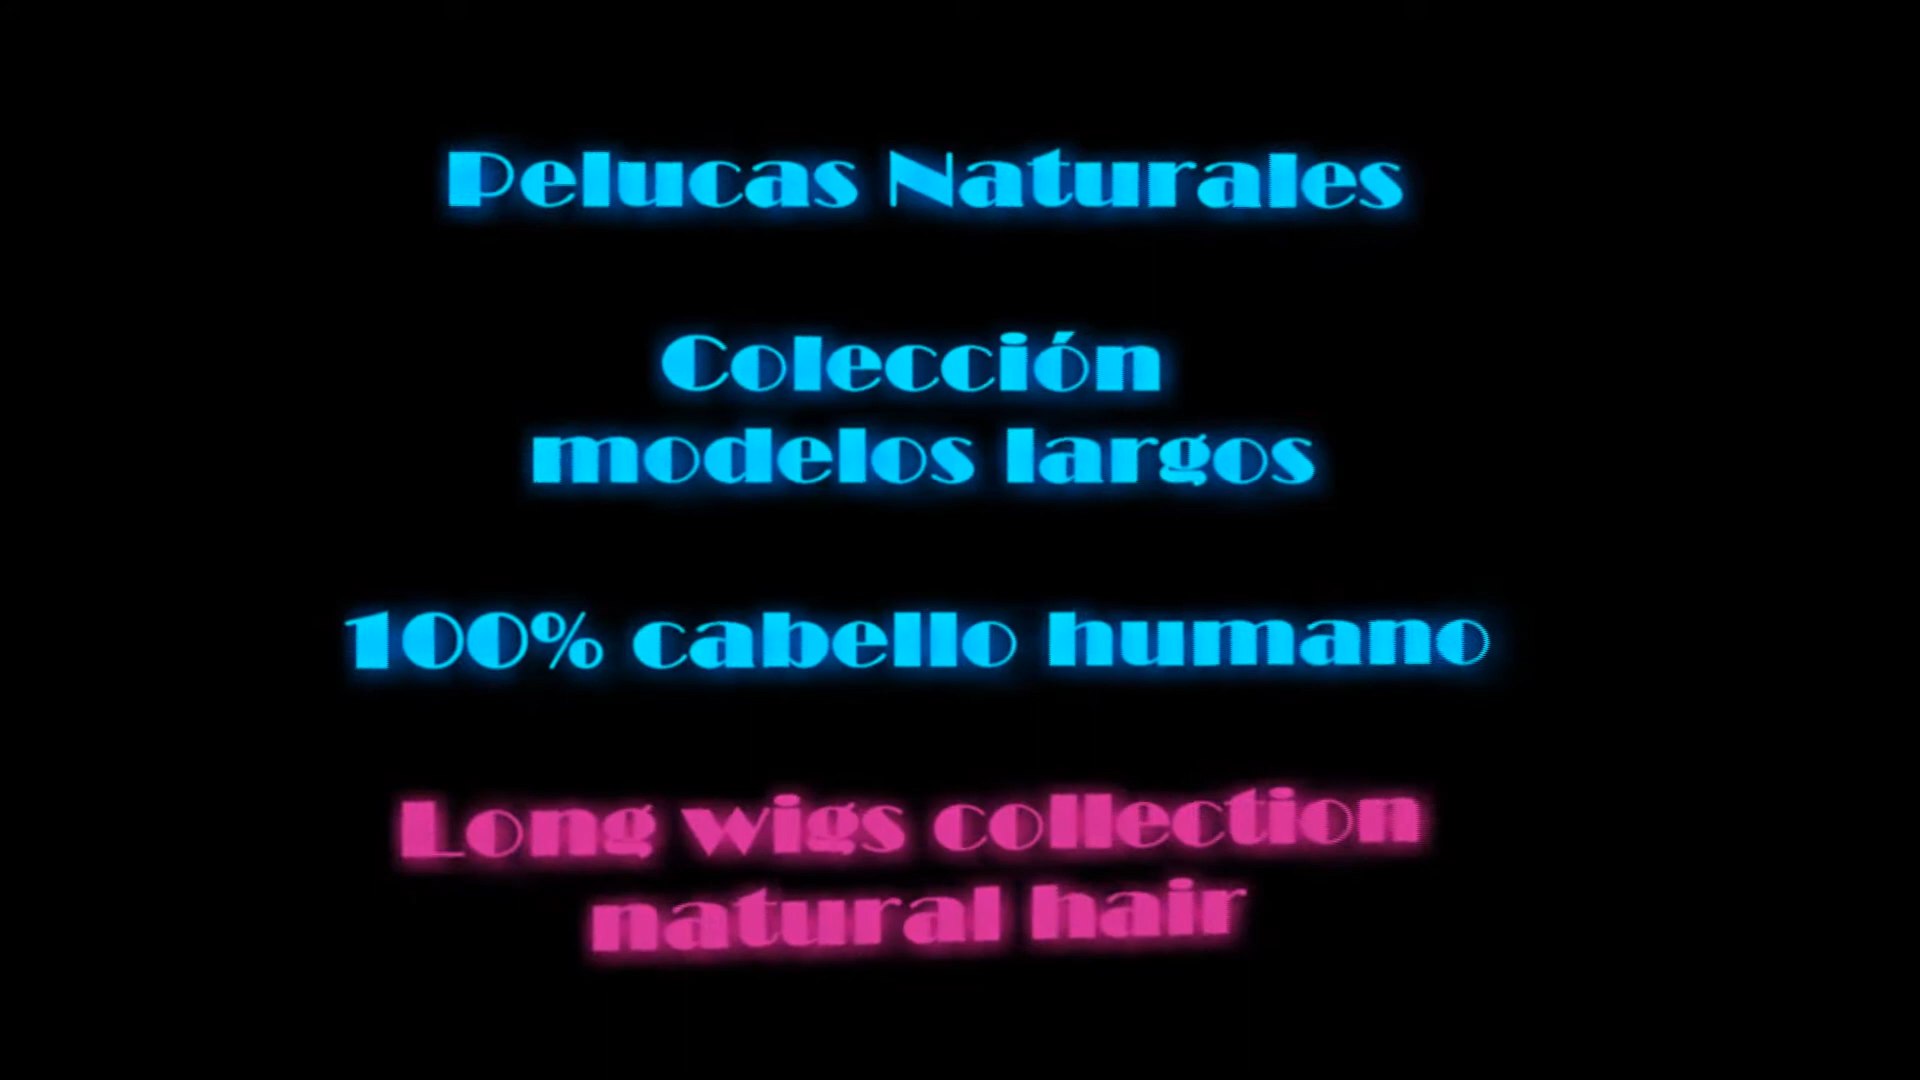 Pelucas Naturales
Colección
modelos largos
100% cabello humano
Long wigs collection
natural hair